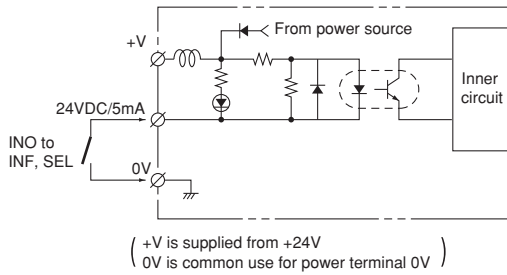 From power source
+V
24VDC/5mA
INO to
INF, SEL
0V
Inner
circuit
+V is supplied from +24V
0V is common use for power terminal 0V